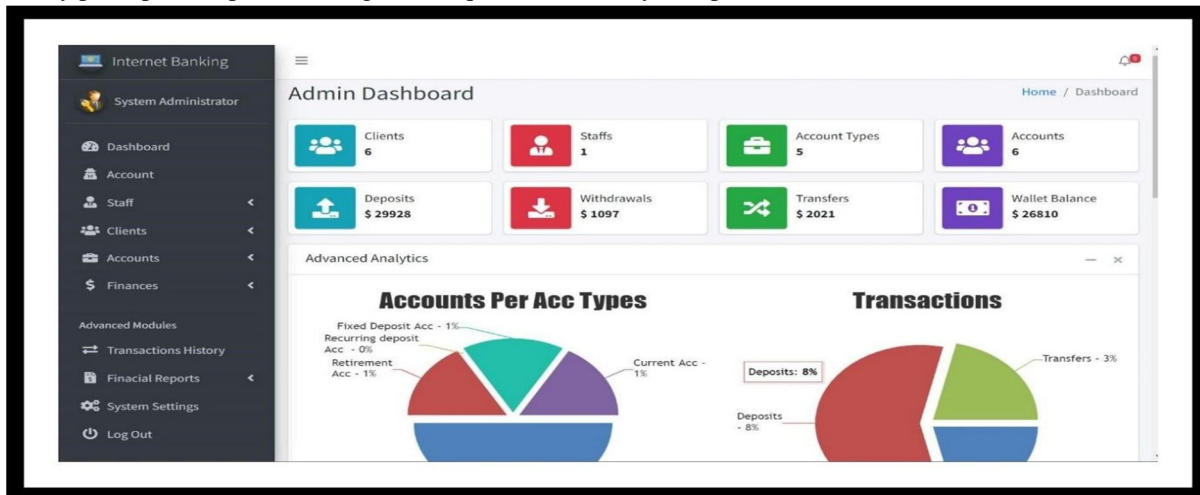 Internet Banking
System Administrator
Dashboard
Account
Staff
Clients
Accounts
Finances
Advanced Modules
Transactions History
Finacial Reports
System Settings
Log Out
Admin Dashboard
Home / Dashboard
Clients
6
Staffs
1
Account Types
5
Accounts
6
Deposits
$ 29928
Withdrawals
$ 1097
Transfers
$ 2021
Wallet Balance
$ 26810
Advanced Analytics
Accounts Per Acc Types
Fixed Deposit Acc - 1%
Recurring deposit
Acc - 0%
Retirement
Acc - 1%
Current Acc -
1%
Transactions
Deposits: 8%
Transfers - 3%
Deposits
- 8%